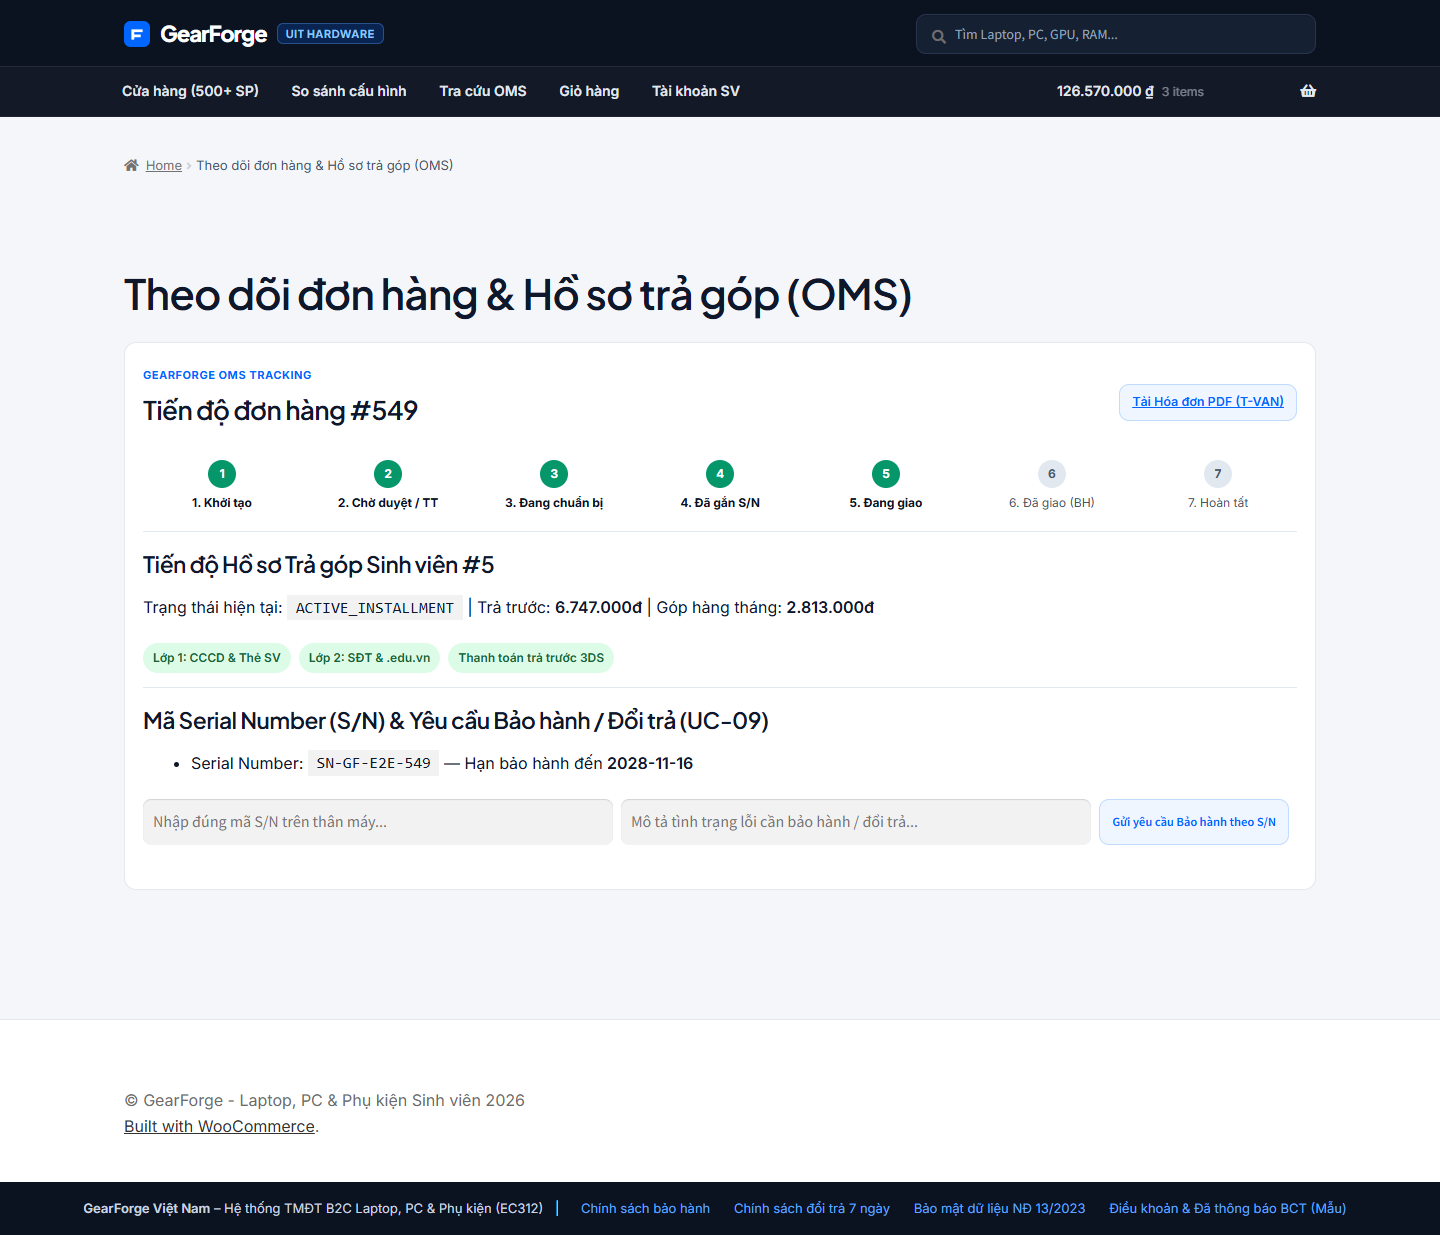 GearForge UIT HARDWARE
Tìm Laptop, PC, GPU, RAM...
Cửa hàng (500+ SP) So sánh cấu hình Tra cứu OMS Giỏ hàng Tài khoản SV 126.570.000 ₫ 3 items
Home › Theo dõi đơn hàng & Hồ sơ trả góp (OMS)
Theo dõi đơn hàng & Hồ sơ trả góp (OMS)
GEARFORGE OMS TRACKING
Tiến độ đơn hàng #549
Tải Hóa đơn PDF (T-VAN)
1 2 3 4 5 6 7
1. Khởi tạo 2. Chờ duyệt / TT 3. Đang chuẩn bị 4. Đã gắn S/N 5. Đang giao 6. Đã giao (BH) 7. Hoàn tất
Tiến độ Hồ sơ Trả góp Sinh viên #5
Trạng thái hiện tại: ACTIVE_INSTALLMENT | Trả trước: 6.747.000đ | Góp hàng tháng: 2.813.000đ
Lớp 1: CCCD & Thẻ SV Lớp 2: SĐT & .edu.vn Thanh toán trả trước 3DS
Mã Serial Number (S/N) & Yêu cầu Bảo hành / Đổi trả (UC-09)
• Serial Number: SN-GF-E2E-549 — Hạn bảo hành đến 2028-11-16
Nhập đúng mã S/N trên thân máy... Mô tả tình trạng lỗi cần bảo hành / đổi trả... Gửi yêu cầu Bảo hành theo S/N
© GearForge - Laptop, PC & Phụ kiện Sinh viên 2026
Built with WooCommerce.
GearForge Việt Nam – Hệ thống TMĐT B2C Laptop, PC & Phụ kiện (EC312) | Chính sách bảo hành Chính sách đổi trả 7 ngày Bảo mật dữ liệu NĐ 13/2023 Điều khoản & Đã thông báo BCT (Mẫu)